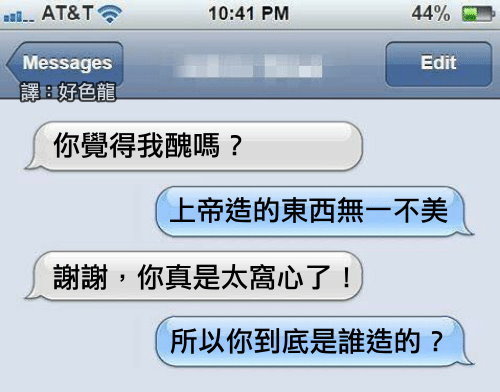 AT&T 10:41 PM 44%
Messages Edit
譯：好色龍
你覺得我醜嗎？
上帝造的東西無一不美
謝謝，你真是太窩心了！
所以你到底是誰造的？